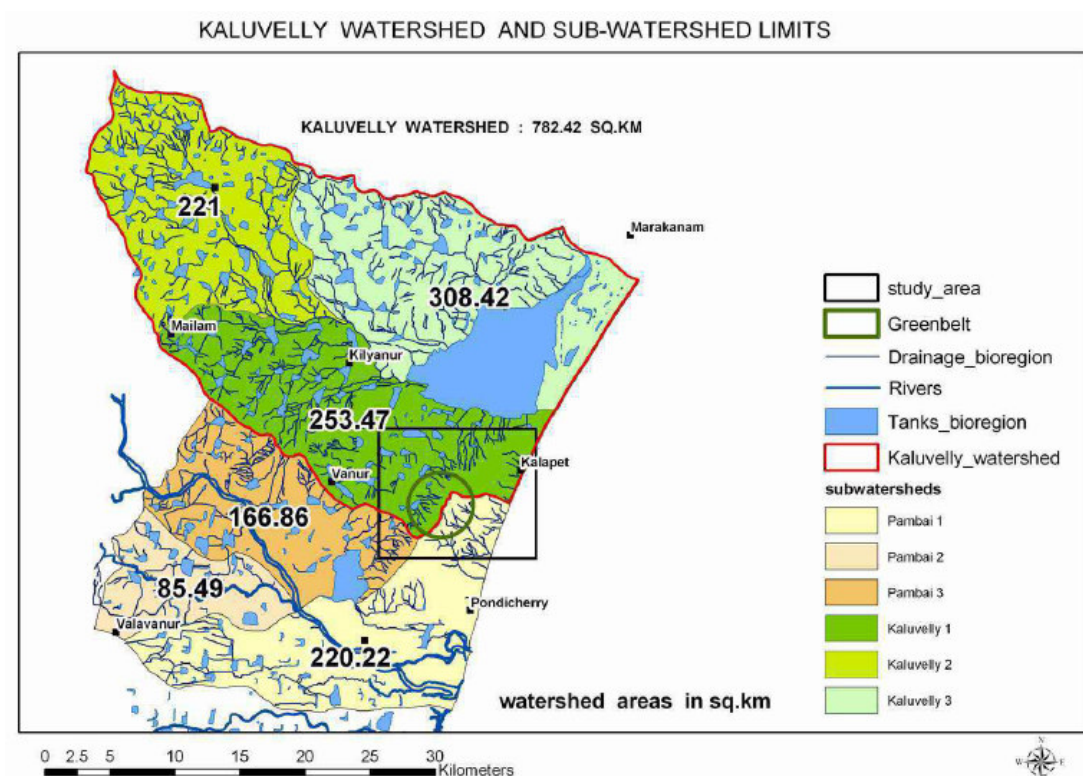 KALUVELLY WATERSHED AND SUB-WATERSHED LIMITS
KALUVELLY WATERSHED : 782.42 SQ.KM
221
Marakanam
308.42
Mailam
Kilyanur
253.47
Kalapet
Vanur
166.86
85.49
Pondicherry
Valavanur
220.22
watershed areas in sq.km
study_area
Greenbelt
Drainage_bioregion
Rivers
Tanks_bioregion
Kaluvelly_watershed
subwatersheds
Pambai 1
Pambai 2
Pambai 3
Kaluvelly 1
Kaluvelly 2
Kaluvelly 3
0 2.5 5 10 15 20 25 30
Kilometers
N
W E
S